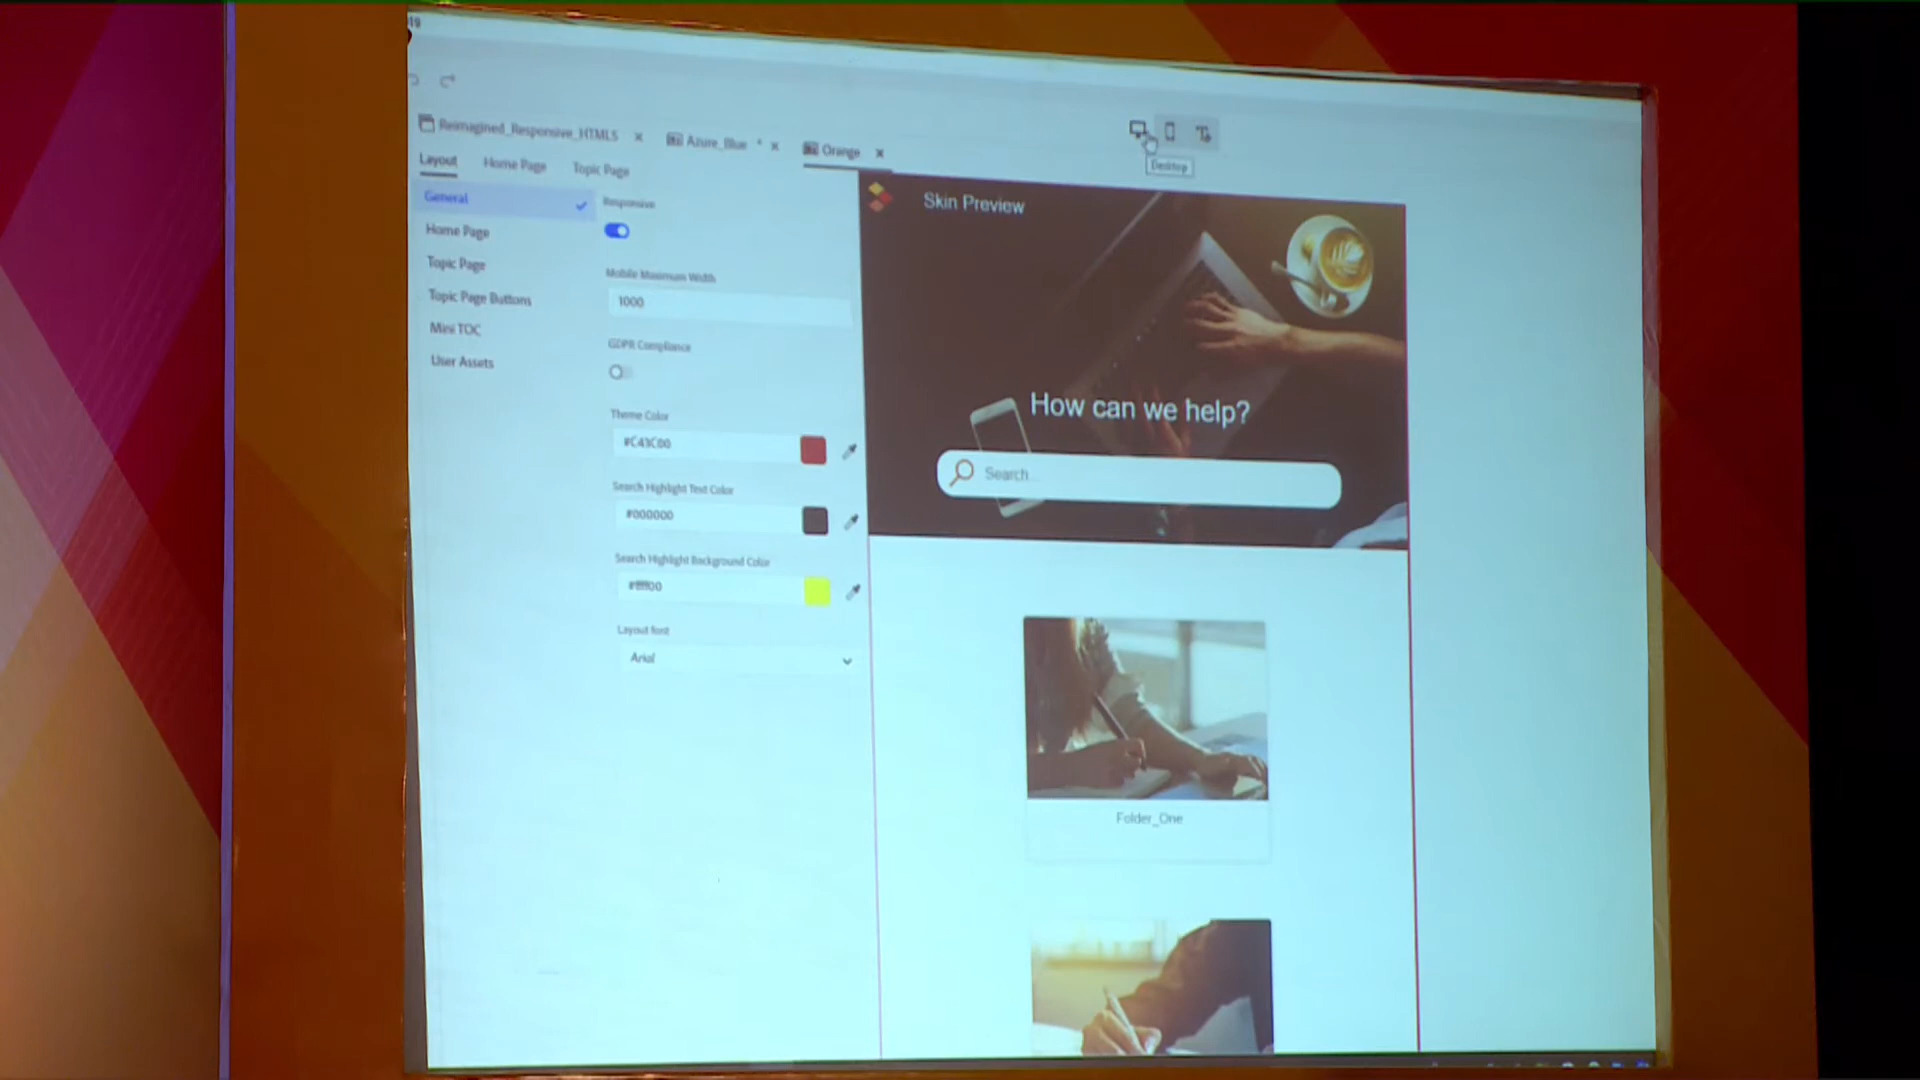 19
Reimagined_Responsive_HTML5
Azure_Blue *
Orange
Desktop
Layout
Home Page
Topic Page
General
Home Page
Topic Page
Topic Page Buttons
Mini TOC
User Assets
Responsive
Mobile Maximum Width
1000
GDPR Compliance
Theme Color
#C43C00
Search Highlight Text Color
#000000
Search Highlight Background Color
#ffff00
Layout font
Arial
Skin Preview
How can we help?
Search...
Folder_One